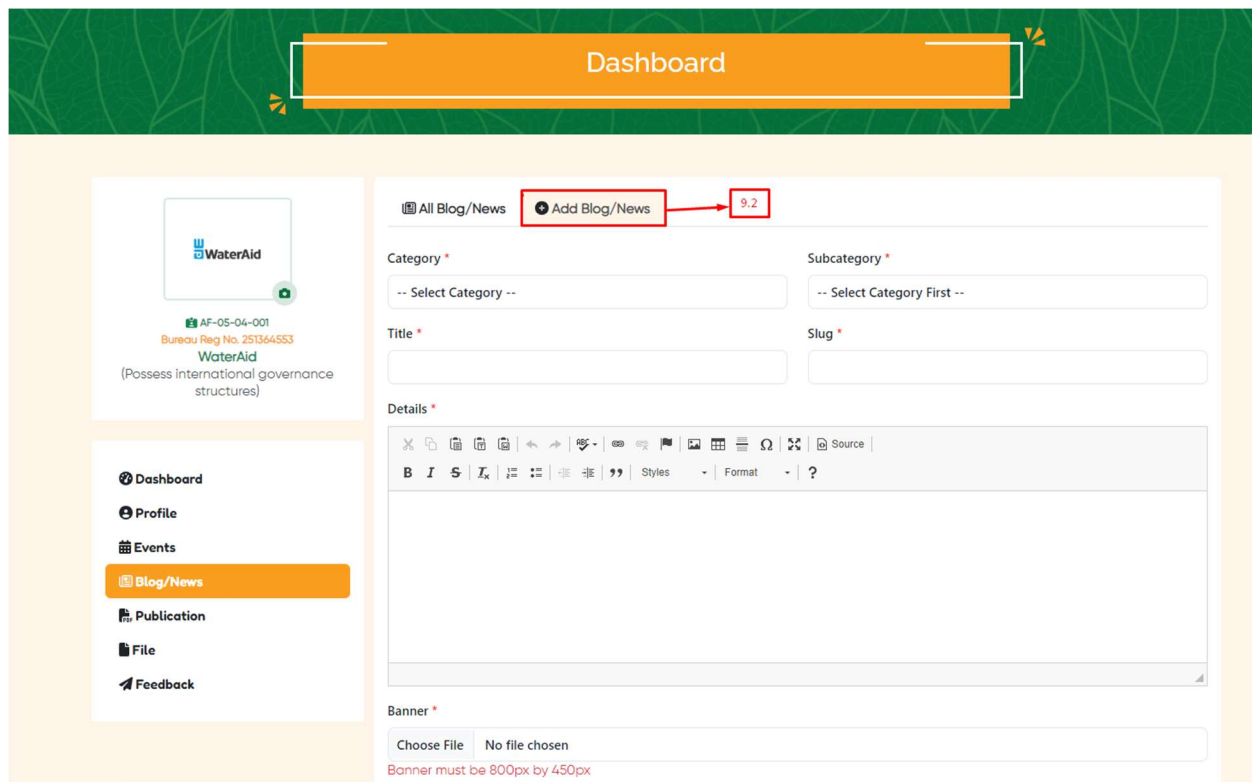 Dashboard
WaterAid
AF-05-04-001
Bureau Reg No. 251364553
WaterAid
(Possess international governance
structures)
Dashboard
Profile
Events
Blog/News
Publication
File
Feedback
All Blog/News Add Blog/News 9.2
Category * Subcategory *
-- Select Category -- -- Select Category First --
Title * Slug *
Details *
Source
B I S Ix Styles Format ?
Banner *
Choose File No file chosen
Banner must be 800px by 450px